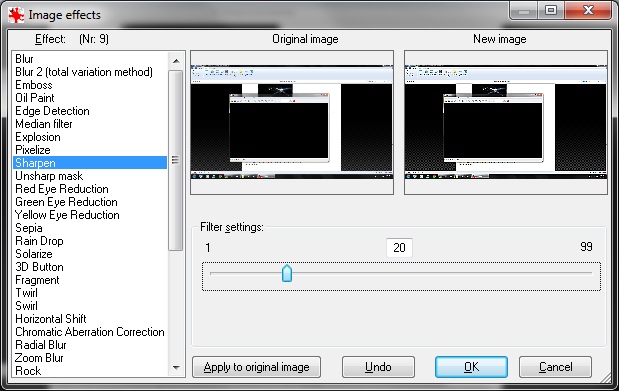 Image effects
Effect: (Nr: 9)
Original image
New image
Blur
Blur 2 (total variation method)
Emboss
Oil Paint
Edge Detection
Median filter
Explosion
Pixelize
Sharpen
Unsharp mask
Red Eye Reduction
Green Eye Reduction
Yellow Eye Reduction
Sepia
Rain Drop
Solarize
3D Button
Fragment
Twirl
Swirl
Horizontal Shift
Chromatic Aberration Correction
Radial Blur
Zoom Blur
Rock
Filter settings:
1 20 99
Apply to original image
Undo
OK
Cancel